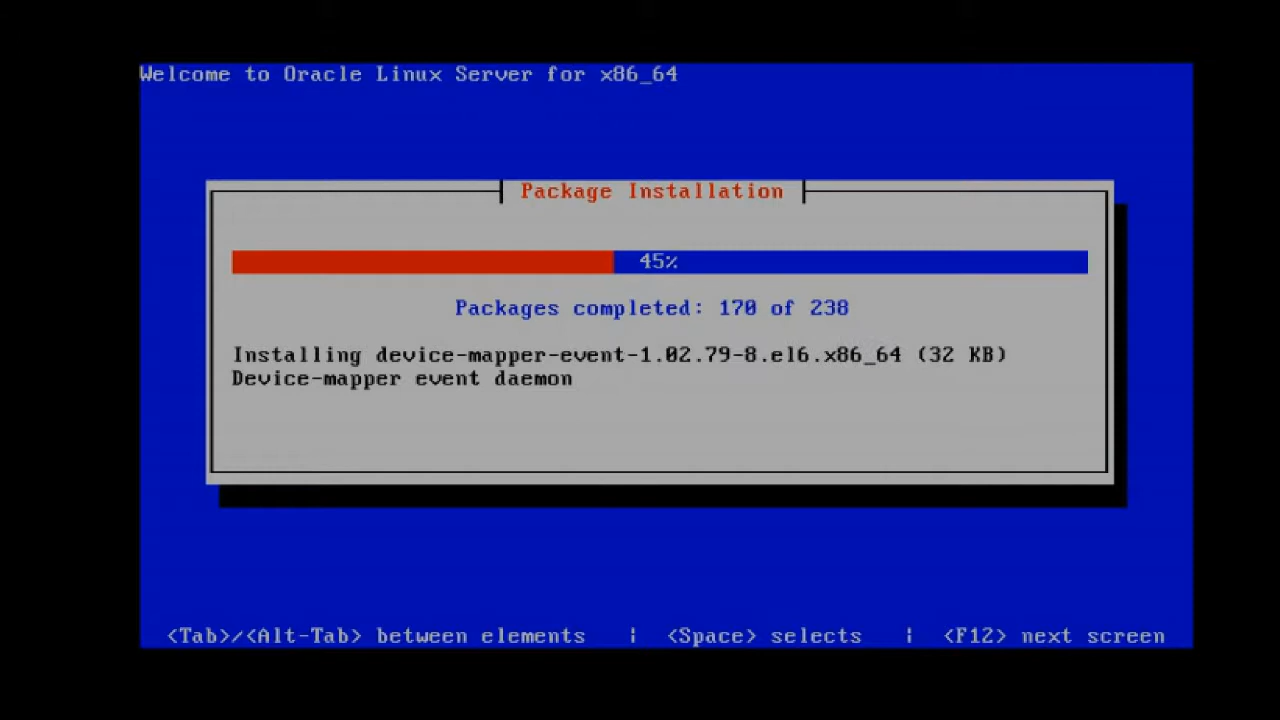 Welcome to Oracle Linux Server for x86_64
Package Installation
45%
Packages completed: 170 of 238
Installing device-mapper-event-1.02.79-8.el6.x86_64 (32 KB)
Device-mapper event daemon
<Tab>/<Alt-Tab> between elements | <Space> selects | <F12> next screen